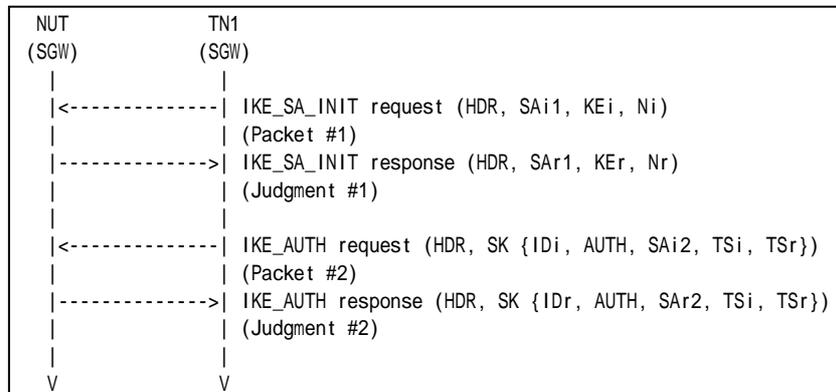 NUT TN1
(SGW) (SGW)
| |
|<--------------| IKE_SA_INIT request (HDR, SAi1, KEi, Ni)
| | (Packet #1)
|-------------->| IKE_SA_INIT response (HDR, SAr1, KEr, Nr)
| | (Judgment #1)
| |
|<--------------| IKE_AUTH request (HDR, SK {IDi, AUTH, SAi2, TSi, TSr})
| | (Packet #2)
|-------------->| IKE_AUTH response (HDR, SK {IDr, AUTH, SAr2, TSi, TSr})
| | (Judgment #2)
| |
V V